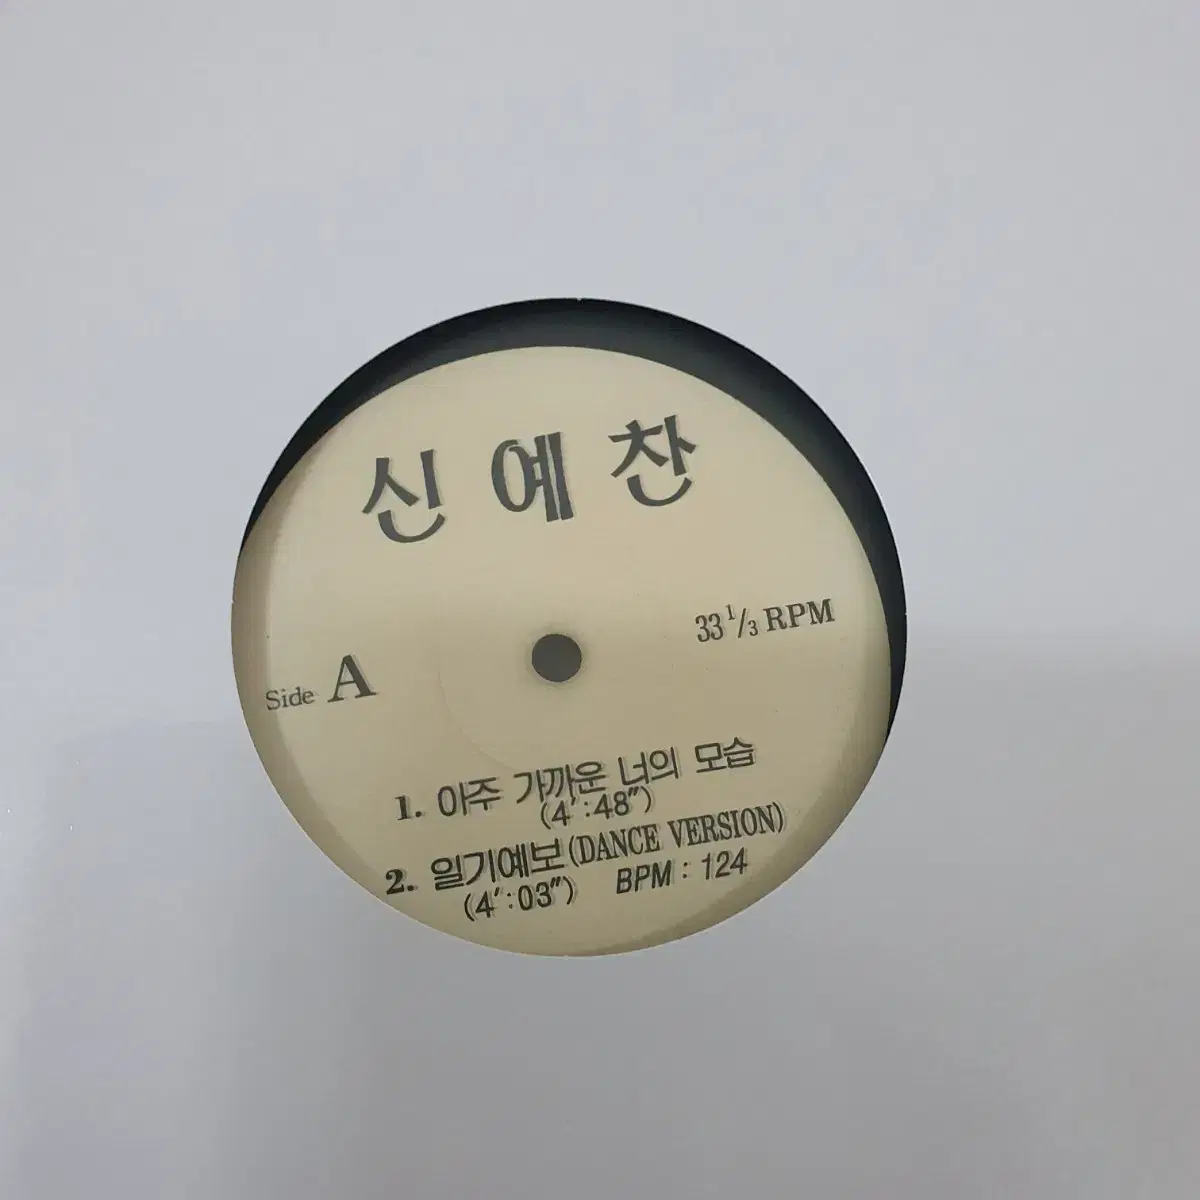 신예찬
33 1/3 RPM
Side A
1. 아주 가까운 너의 모습
(4':48")
2. 일기예보(DANCE VERSION)
(4':03") BPM : 124